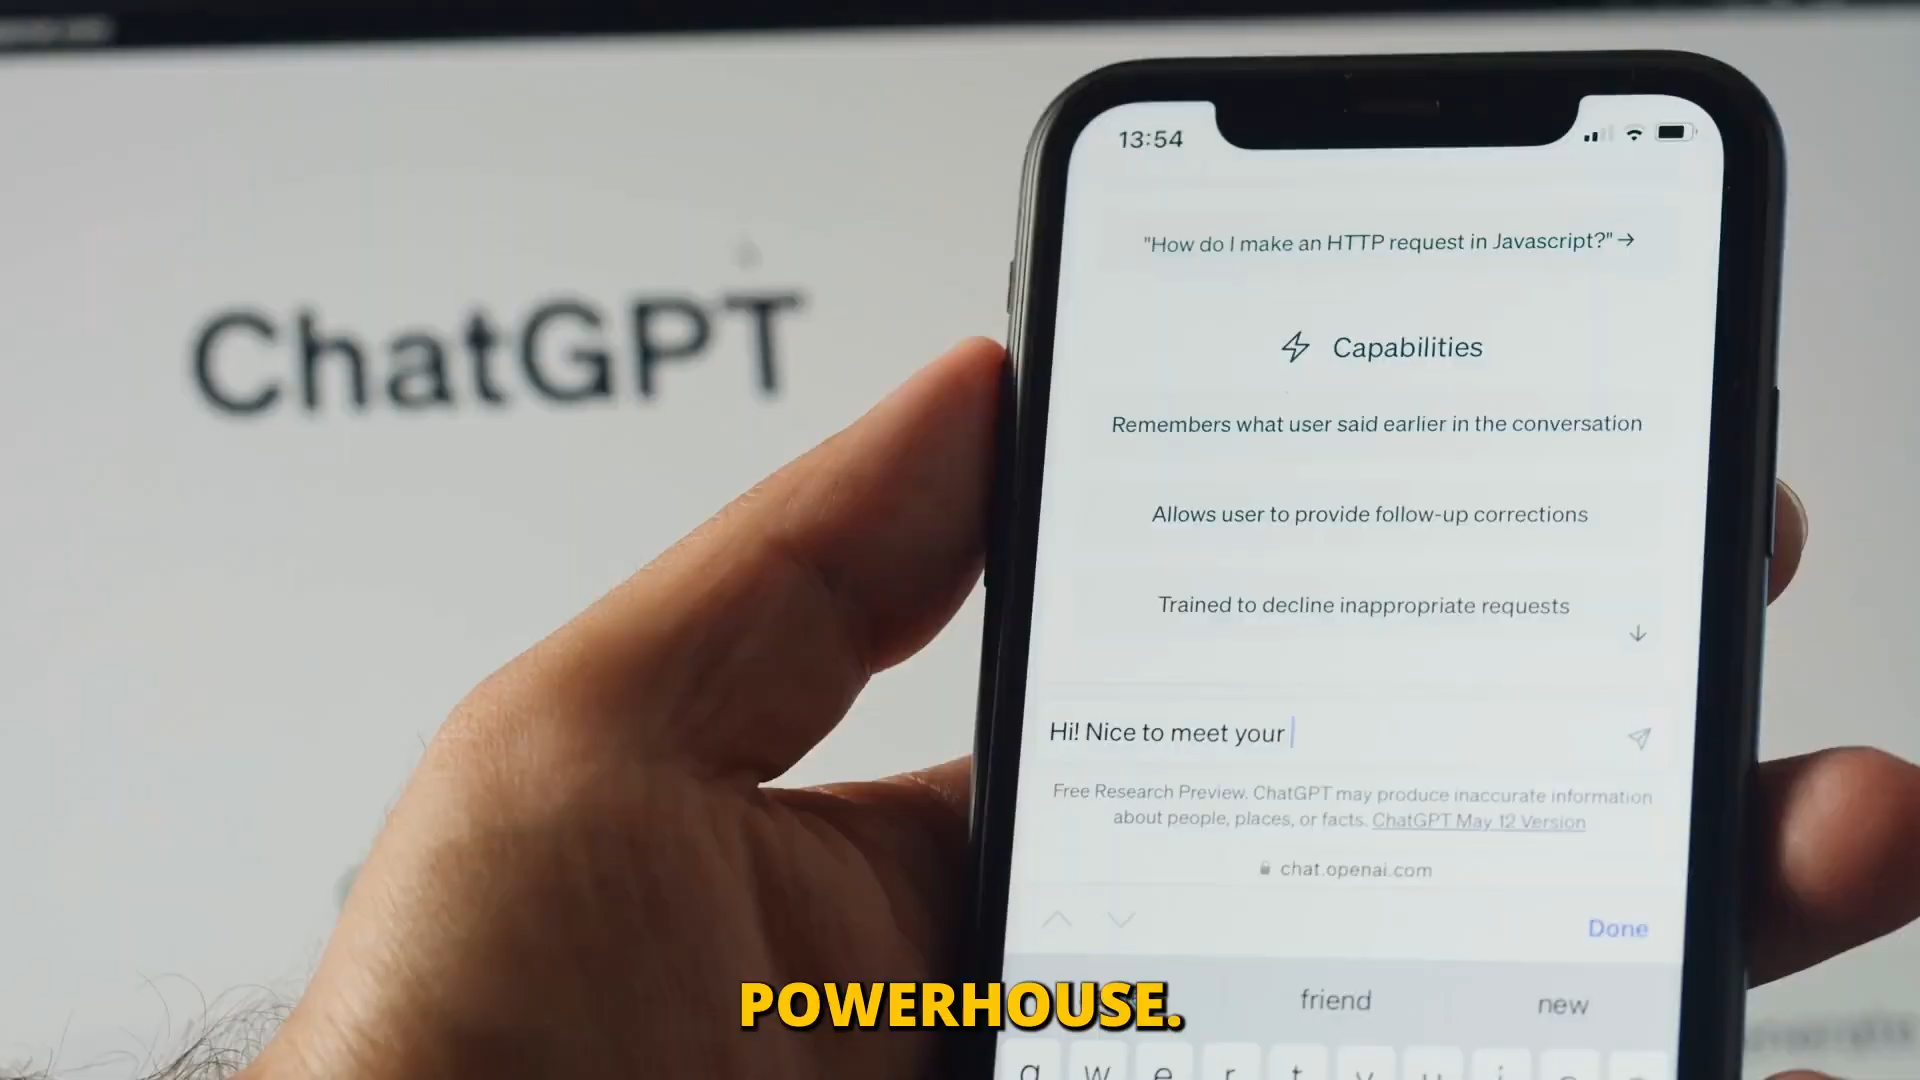 ChatGPT
13:54
"How do I make an HTTP request in Javascript?" →
Capabilities
Remembers what user said earlier in the conversation
Allows user to provide follow-up corrections
Trained to decline inappropriate requests
Hi! Nice to meet your
Free Research Preview. ChatGPT may produce inaccurate information
about people, places, or facts. ChatGPT May 12 Version
chat.openai.com
Done
friend new
POWERHOUSE.
q w e r t y u i o p